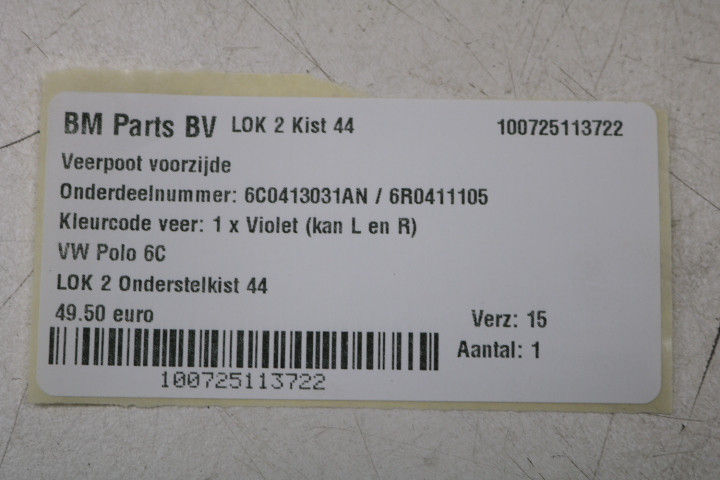 BM Parts BV LOK 2 Kist 44 100725113722
Veerpoot voorzijde
Onderdeelnummer: 6C0413031AN / 6R0411105
Kleurcode veer: 1 x Violet (kan L en R)
VW Polo 6C
LOK 2 Onderstelkist 44
49.50 euro Verz: 15
Aantal: 1
100725113722